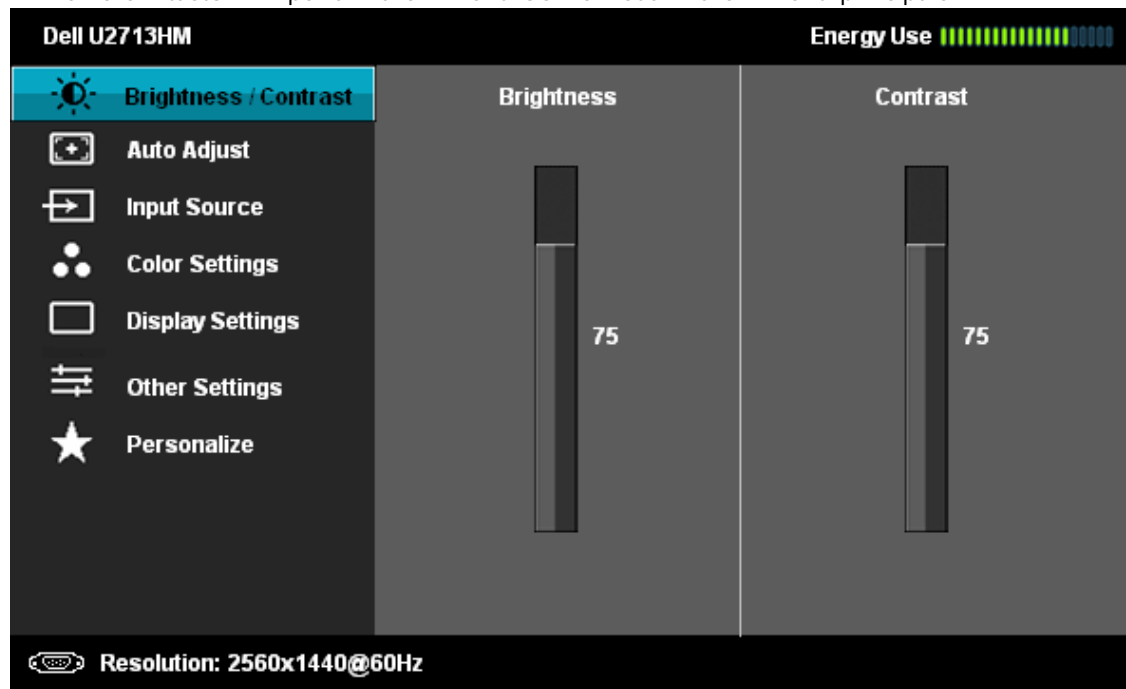 Dell U2713HM
Energy Use
Brightness / Contrast
Auto Adjust
Input Source
Color Settings
Display Settings
Other Settings
Personalize
Brightness
75
Contrast
75
Resolution: 2560x1440@60Hz